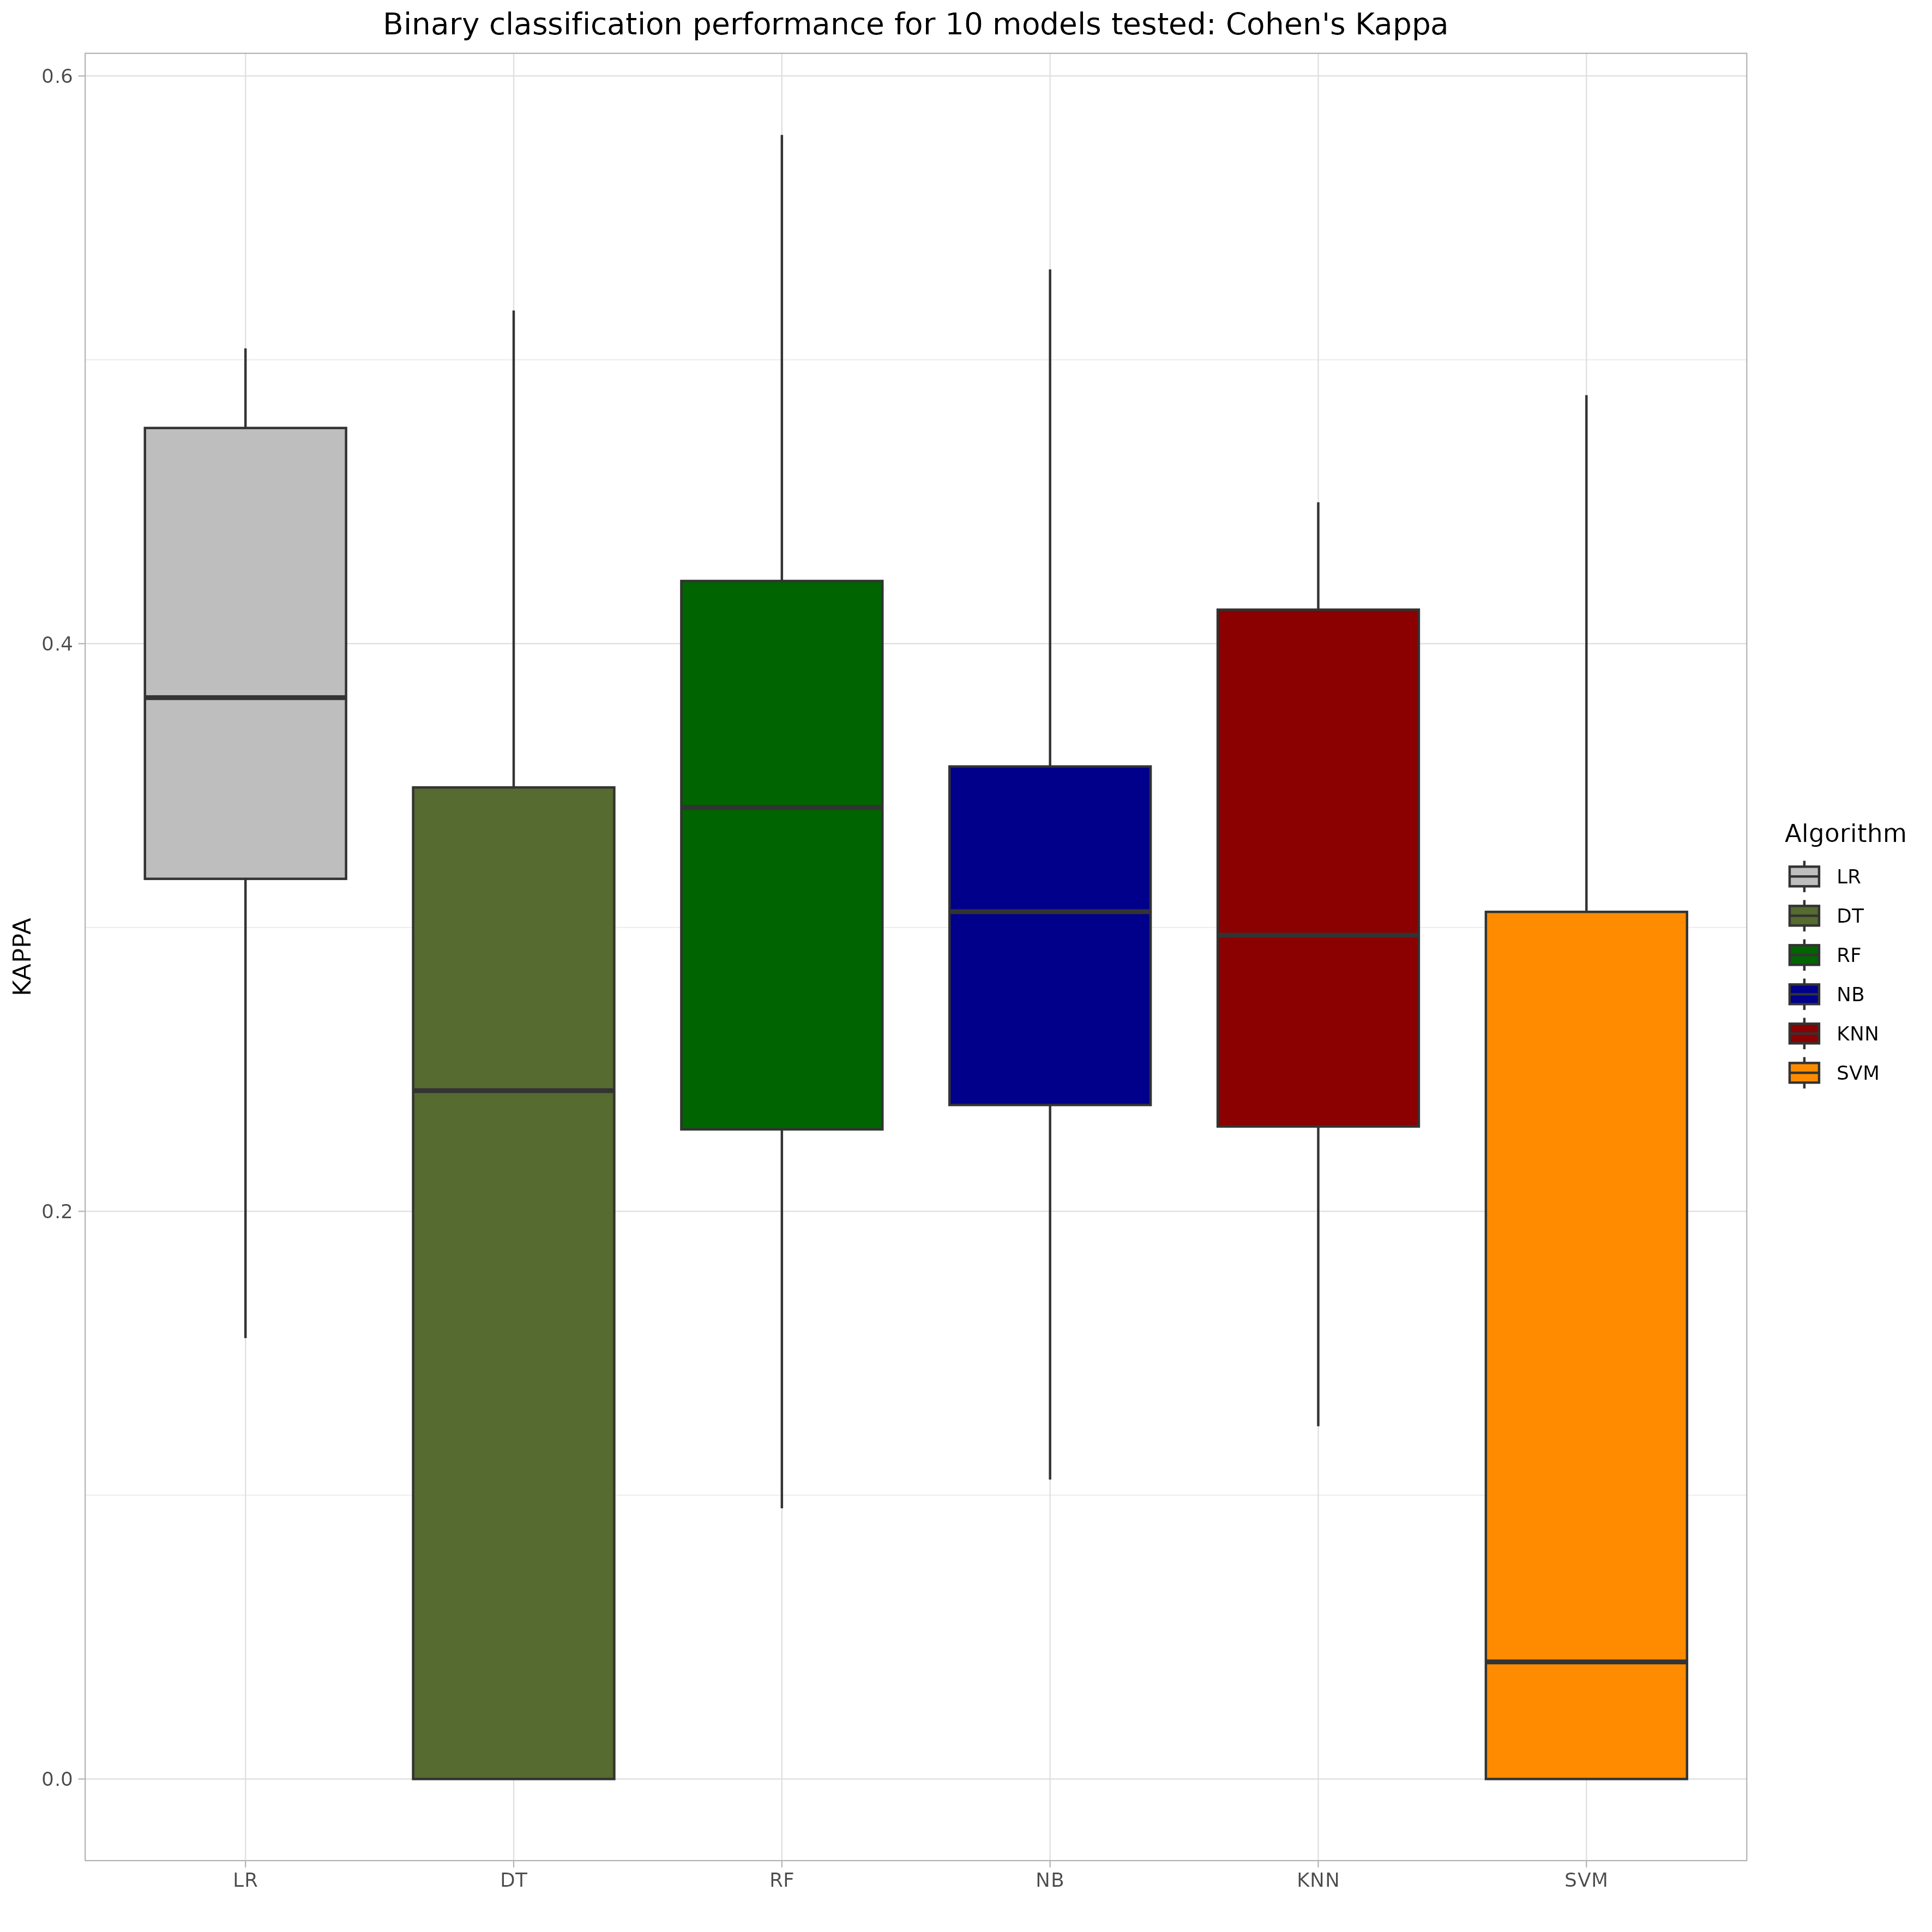 Binary classification performance for 10 models tested: Cohen's Kappa
0.6
0.4
0.2
0.0
KAPPA
LR
DT
RF
NB
KNN
SVM
Algorithm
LR
DT
RF
NB
KNN
SVM